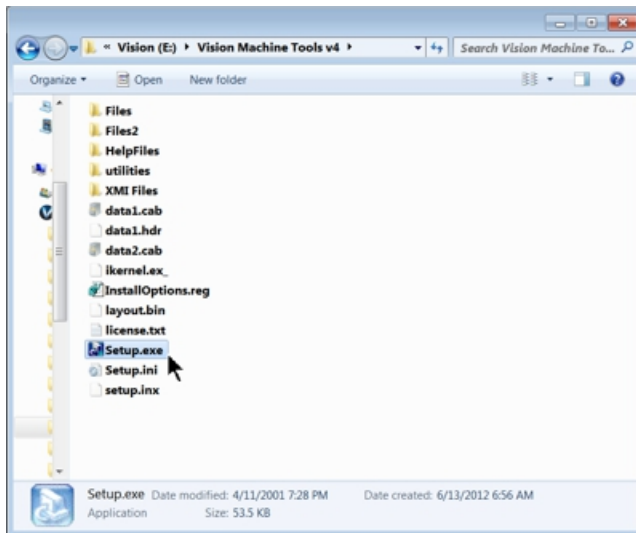 « Vision (E:) Vision Machine Tools v4 Search Vision Machine To...
Organize Open New folder
Files
Files2
HelpFiles
utilities
XMI Files
data1.cab
data1.hdr
data2.cab
ikernel.ex_
InstallOptions.reg
layout.bin
license.txt
Setup.exe
Setup.ini
setup.inx
Setup.exe Date modified: 4/11/2001 7:28 PM Date created: 6/13/2012 6:56 AM
Application Size: 53.5 KB